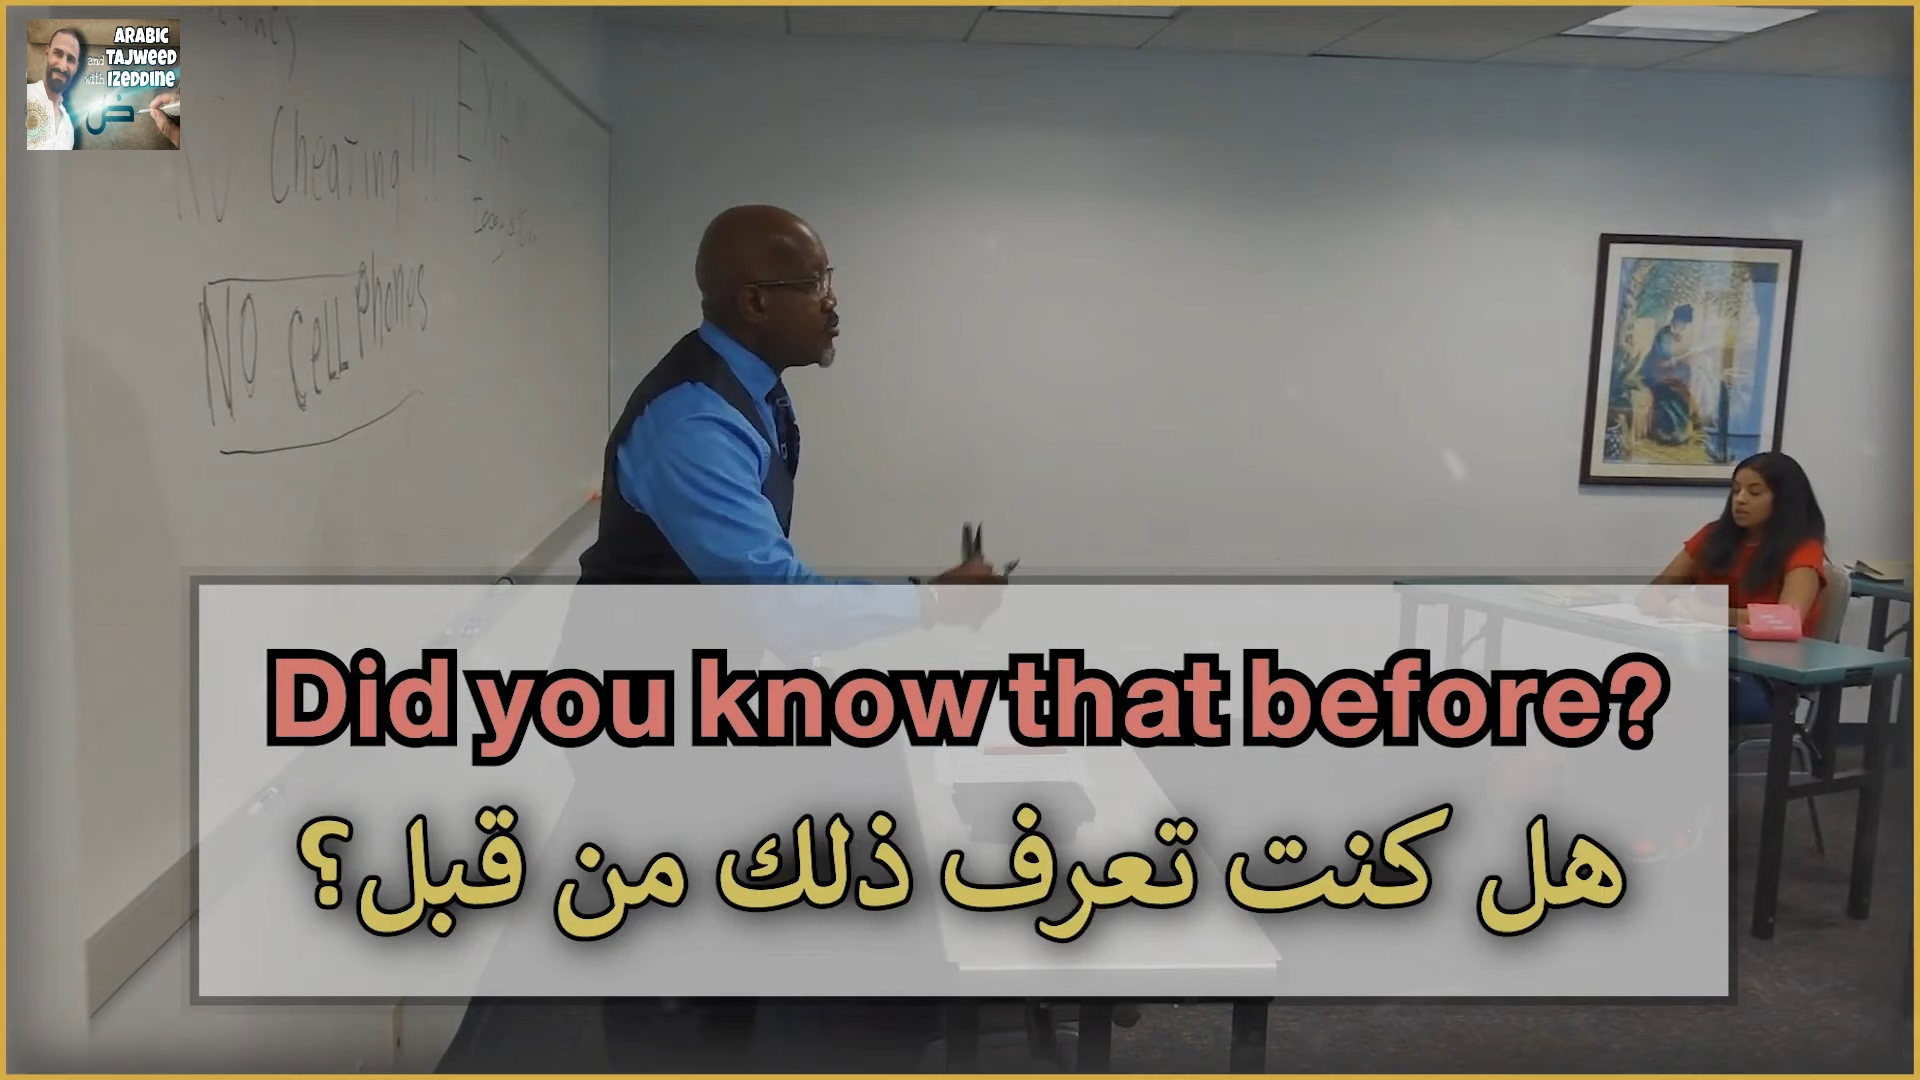 ARABIC
and TAJWEED
with IZEDDINE
ض
NO Cheating!!!
NO Cell Phones
Did you know that before?
هل كنت تعرف ذلك من قبل؟